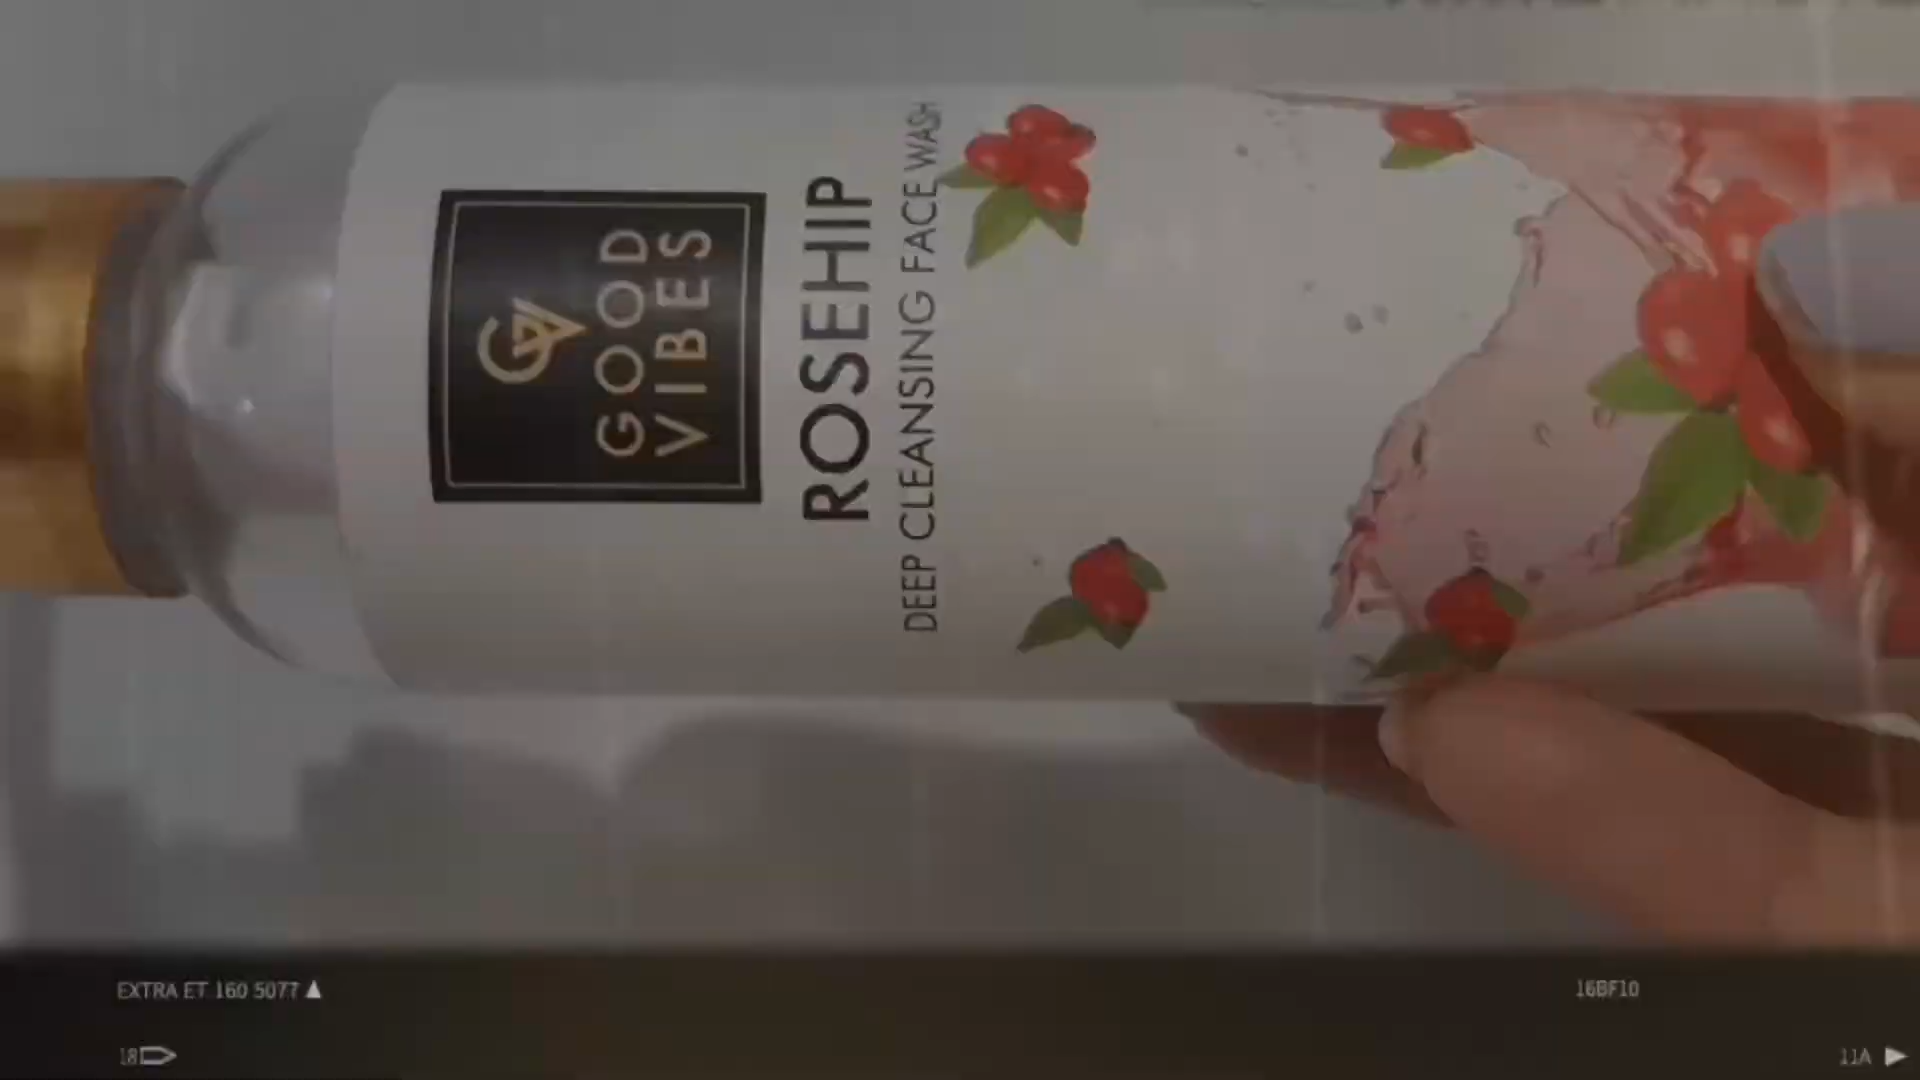 GOOD
VIBES
ROSEHIP
DEEP CLEANSING FACE WASH
EXTRA ET 160 5077
16BF10
18
11A